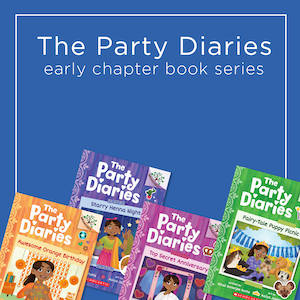 The Party Diaries
early chapter book series
The
Party
Diaries
Awesome Orange Birthday
The
Party
Diaries
Starry Henna Night
The
Party
Diaries
Top Secret Anniversary
The
Party
Diaries
Fairy-Tale Puppy Picnic